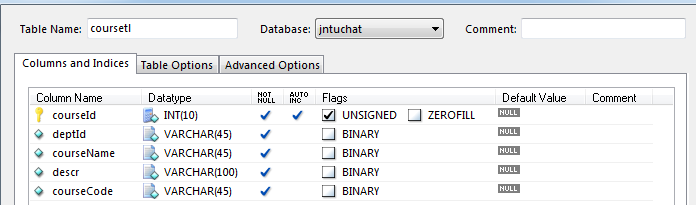 Table Name: coursetl Database: jntuchat Comment:
Columns and Indices Table Options Advanced Options
Column Name Datatype NOT NULL AUTO INC Flags Default Value Comment
courseId INT(10) UNSIGNED ZEROFILL NULL
deptId VARCHAR(45) BINARY NULL
courseName VARCHAR(45) BINARY NULL
descr VARCHAR(100) BINARY NULL
courseCode VARCHAR(45) BINARY NULL